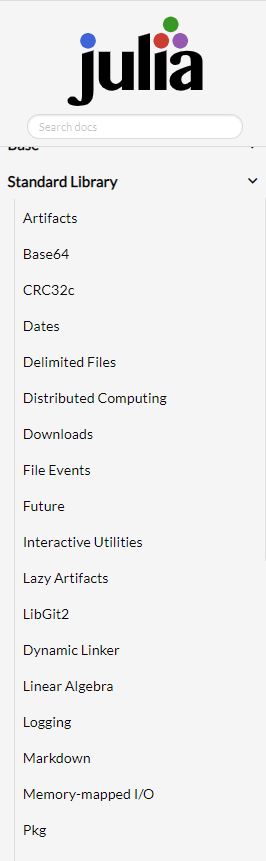 julia
Search docs
Base
Standard Library
Artifacts
Base64
CRC32c
Dates
Delimited Files
Distributed Computing
Downloads
File Events
Future
Interactive Utilities
Lazy Artifacts
LibGit2
Dynamic Linker
Linear Algebra
Logging
Markdown
Memory-mapped I/O
Pkg